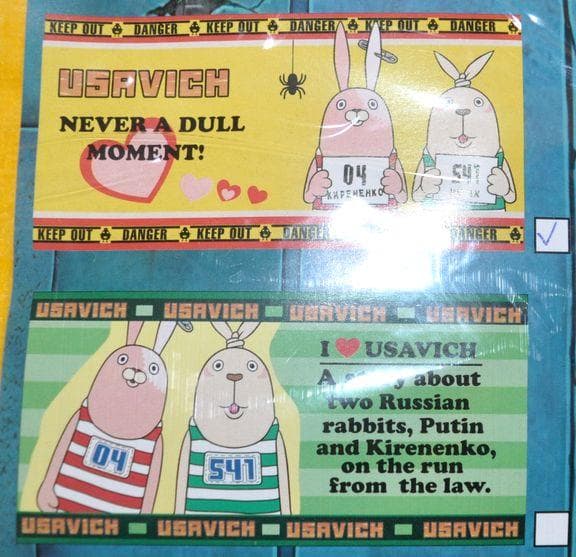 KEEP OUT DANGER KEEP OUT DANGER KEEP OUT DANGER
USAVICH
NEVER A DULL
MOMENT!
04
КИРЕНЕНКО
541
KEEP OUT DANGER KEEP OUT DANGER DANGER
USAVICH USAVICH USAVICH USAVICH
I USAVICH
A about
two Russian
rabbits, Putin
and Kirenenko,
on the run
from the law.
04
541
USAVICH USAVICH USAVICH USAVICH